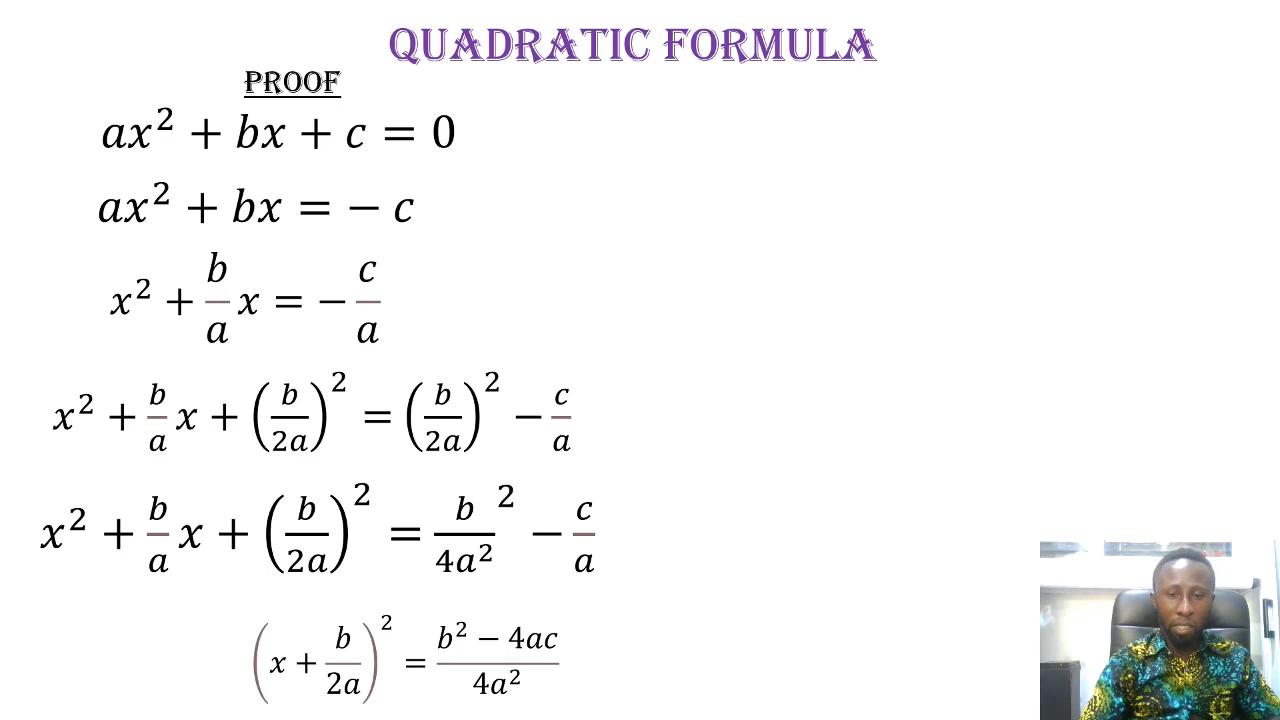 QUADRATIC FORMULA
PROOF
ax² + bx + c = 0
ax² + bx = − c
x² + b/a x = − c/a
x² + b/a x + (b/2a)² = (b/2a)² − c/a
x² + b/a x + (b/2a)² = b/4a² ² − c/a
(x + b/2a)² = (b² − 4ac)/4a²